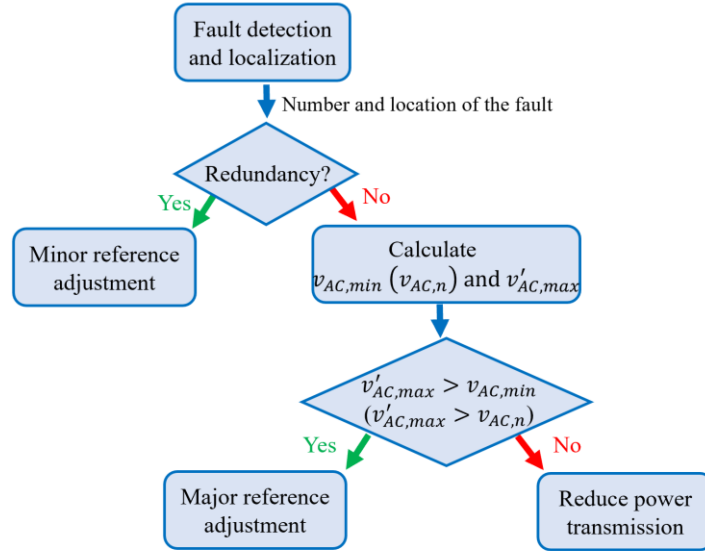 Fault detection
and localization
Number and location of the fault
Redundancy?
Yes
No
Minor reference
adjustment
Calculate
v_{AC,min} (v_{AC,n}) and v'_{AC,max}
v'_{AC,max} > v_{AC,min}
(v'_{AC,max} > v_{AC,n})
Yes
No
Major reference
adjustment
Reduce power
transmission